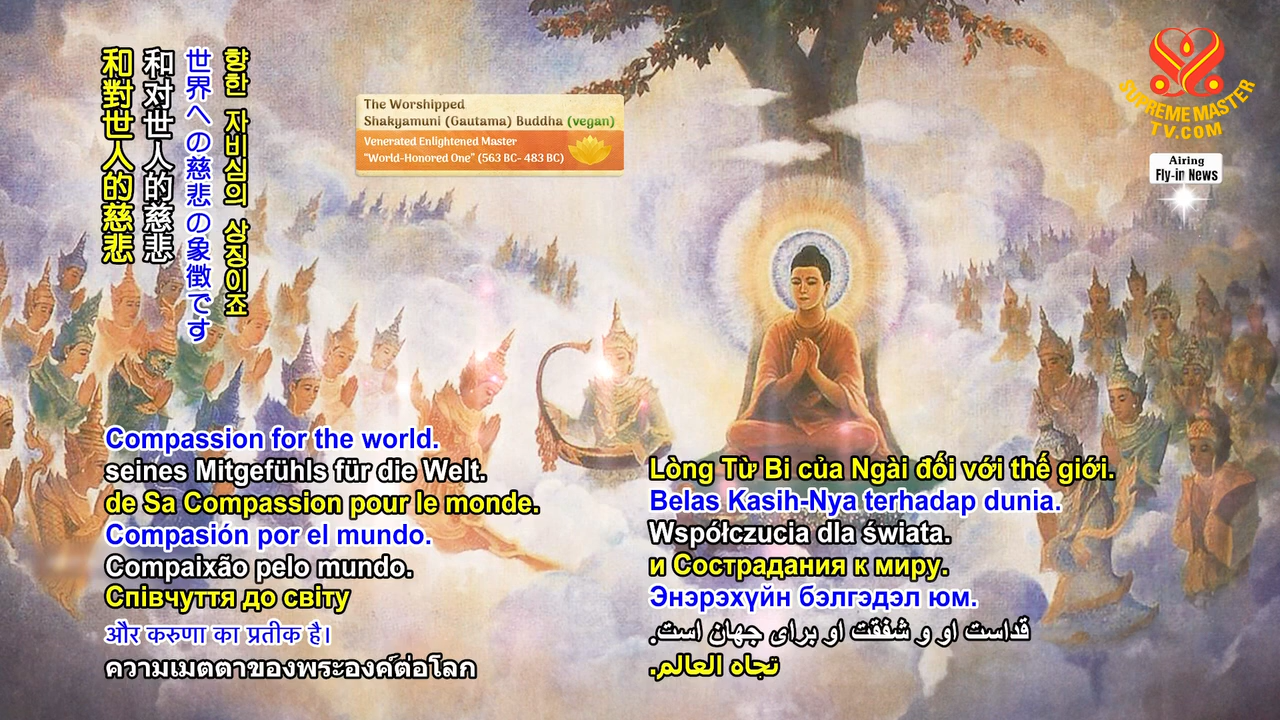 향한 자비심의 상징이죠
世界への慈悲の象徴です
和对世人的慈悲
和對世人的慈悲
The Worshipped
Shakyamuni (Gautama) Buddha (vegan)
Venerated Enlightened Master
"World-Honored One" (563 BC- 483 BC)
SUPREME MASTER
TV.COM
Airing
Fly-in News
Compassion for the world.
seines Mitgefühls für die Welt.
de Sa Compassion pour le monde.
Compasión por el mundo.
Compaixão pelo mundo.
Співчуття до світу
और करुणा का प्रतीक है।
ความเมตตาของพระองค์ต่อโลก
Lòng Từ Bi của Ngài đối với thế giới.
Belas Kasih-Nya terhadap dunia.
Współczucia dla świata.
и Сострадания к миру.
Энэрэхүйн бэлгэдэл юм.
قداست او و شفقت او برای جهان است.
تجاه العالم.